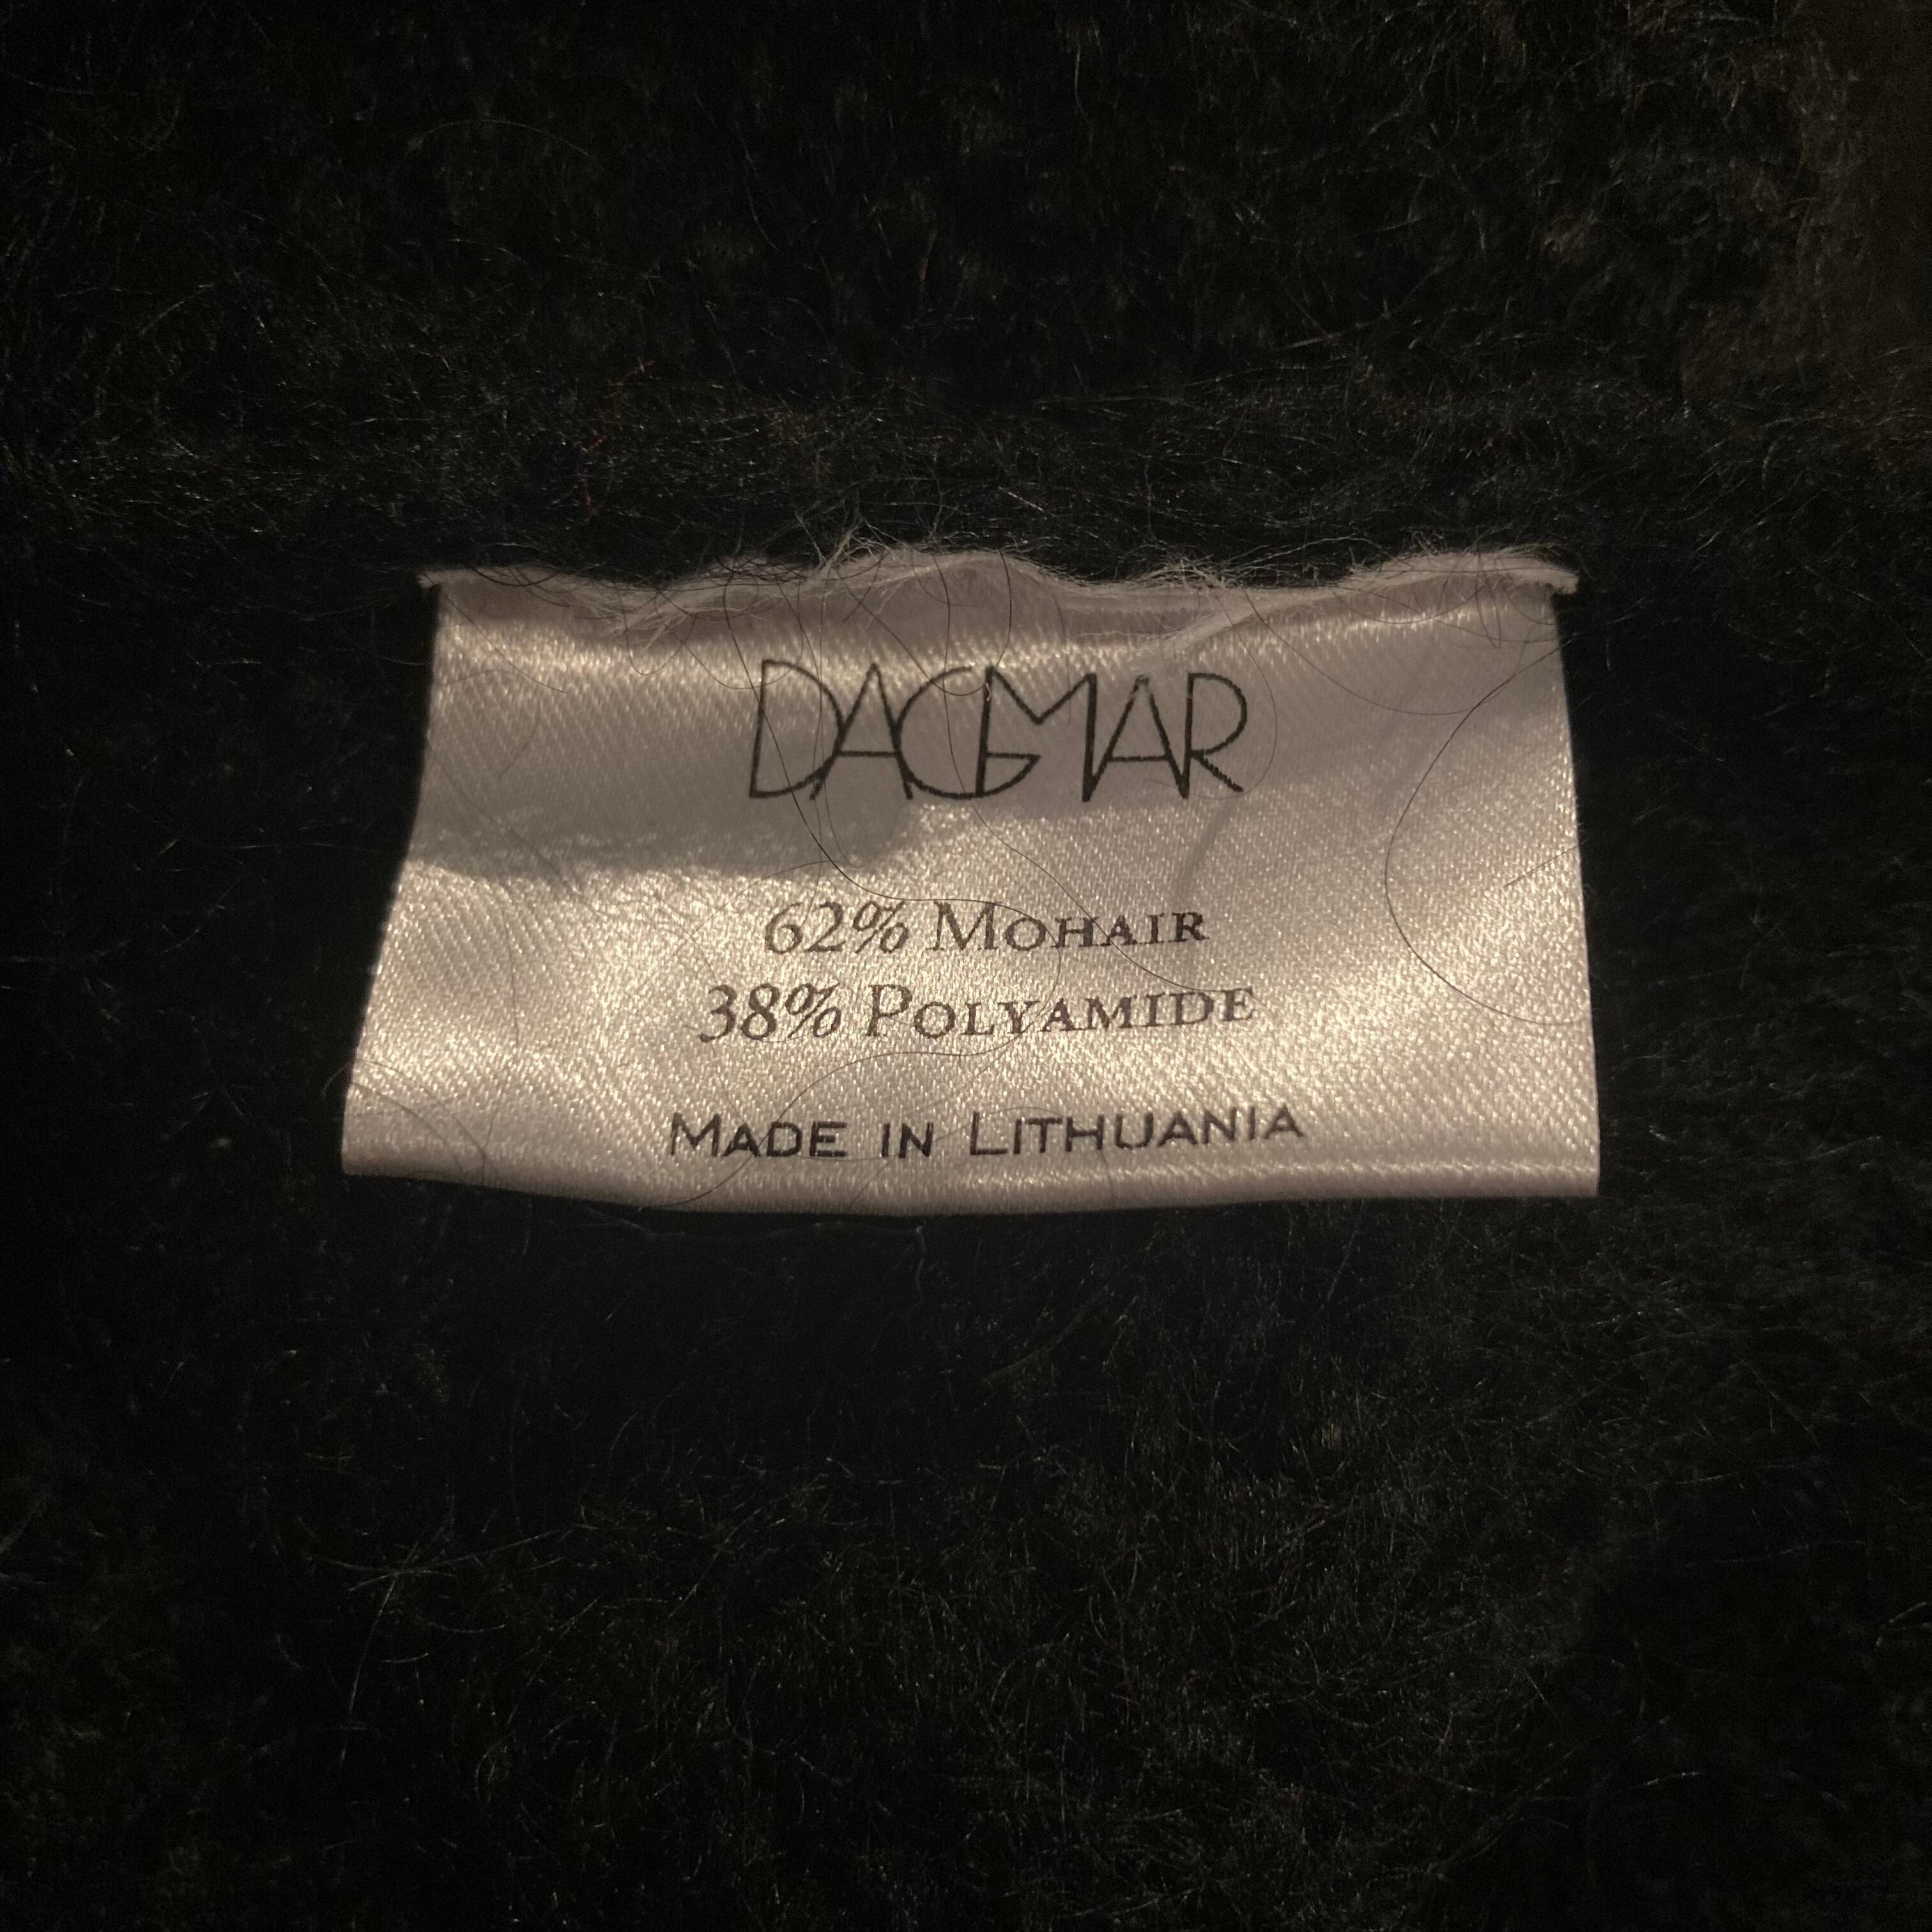 DAGMAR
62% MOHAIR
38% POLYAMIDE
MADE IN LITHUANIA